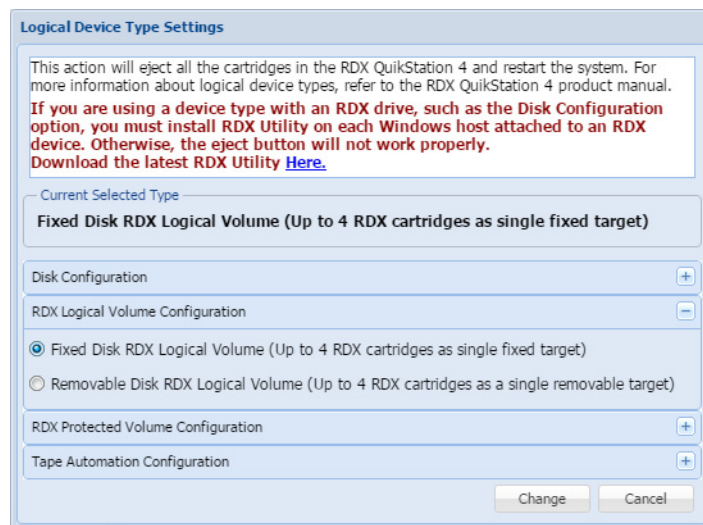 Logical Device Type Settings
This action will eject all the cartridges in the RDX QuikStation 4 and restart the system. For
more information about logical device types, refer to the RDX QuikStation 4 product manual.
If you are using a device type with an RDX drive, such as the Disk Configuration
option, you must install RDX Utility on each Windows host attached to an RDX
device. Otherwise, the eject button will not work properly.
Download the latest RDX Utility Here.
Current Selected Type
Fixed Disk RDX Logical Volume (Up to 4 RDX cartridges as single fixed target)
Disk Configuration
RDX Logical Volume Configuration
Fixed Disk RDX Logical Volume (Up to 4 RDX cartridges as single fixed target)
Removable Disk RDX Logical Volume (Up to 4 RDX cartridges as a single removable target)
RDX Protected Volume Configuration
Tape Automation Configuration
Change Cancel